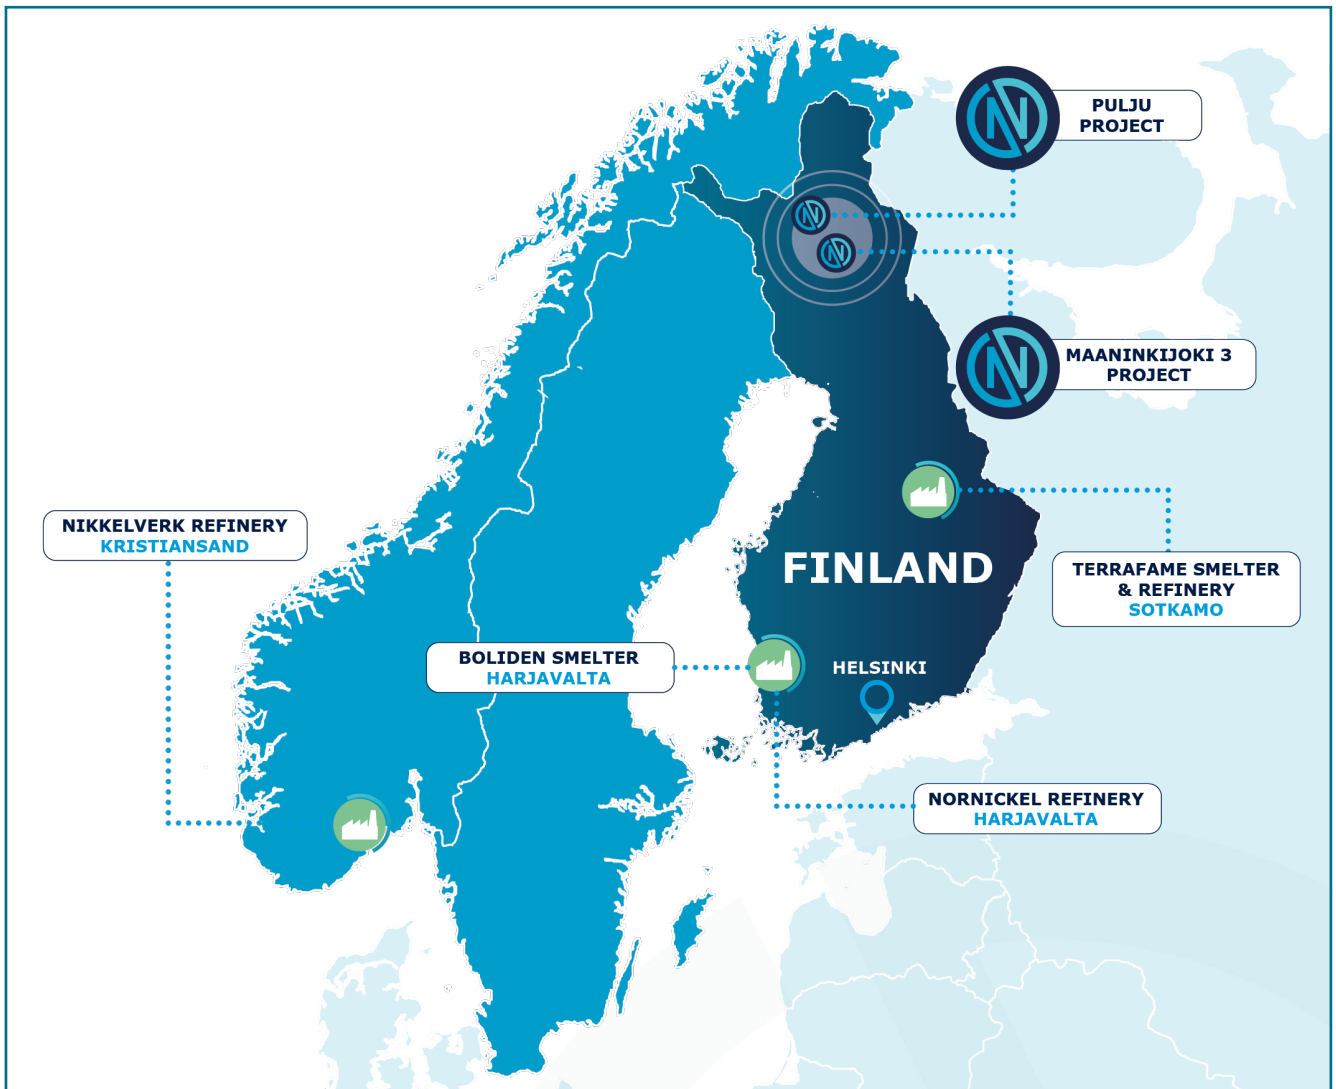 PULJU
PROJECT
MAANINKIJOKI 3
PROJECT
NIKKELVERK REFINERY
KRISTIANSAND
FINLAND
TERRAFAME SMELTER
& REFINERY
SOTKAMO
BOLIDEN SMELTER
HARJAVALTA
HELSINKI
NORNICKEL REFINERY
HARJAVALTA